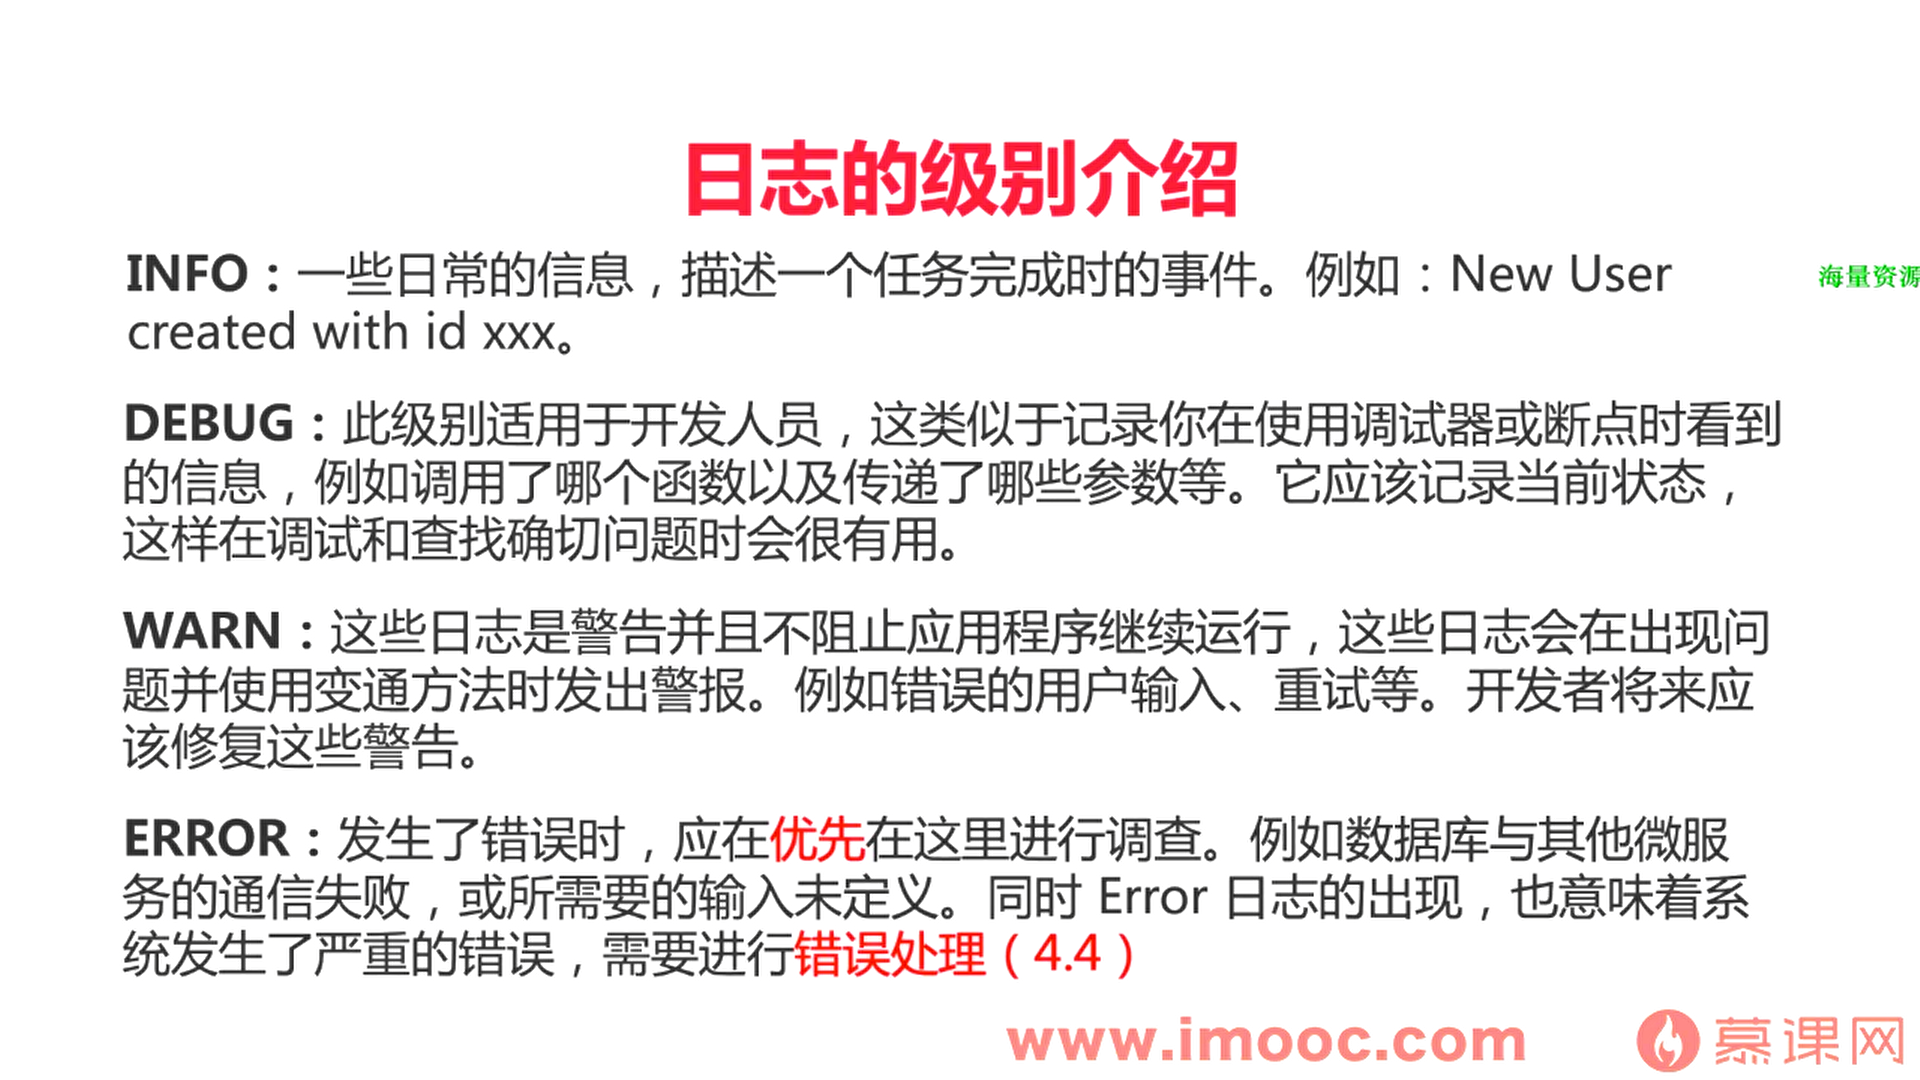 日志的级别介绍
INFO：一些日常的信息，描述一个任务完成时的事件。例如：New User
created with id xxx。
海量资源
DEBUG：此级别适用于开发人员，这类似于记录你在使用调试器或断点时看到
的信息，例如调用了哪个函数以及传递了哪些参数等。它应该记录当前状态，
这样在调试和查找确切问题时会很有用。
WARN：这些日志是警告并且不阻止应用程序继续运行，这些日志会在出现问
题并使用变通方法时发出警报。例如错误的用户输入、重试等。开发者将来应
该修复这些警告。
ERROR：发生了错误时，应在优先在这里进行调查。例如数据库与其他微服
务的通信失败，或所需要的输入未定义。同时 Error 日志的出现，也意味着系
统发生了严重的错误，需要进行错误处理（4.4）
www.imooc.com
慕课网